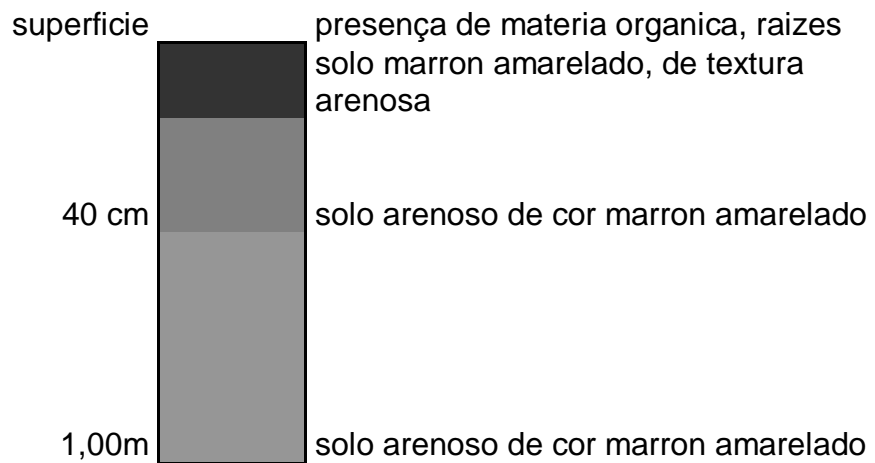 superficie presença de materia organica, raizes
solo marron amarelado, de textura
arenosa
40 cm solo arenoso de cor marron amarelado
1,00m solo arenoso de cor marron amarelado